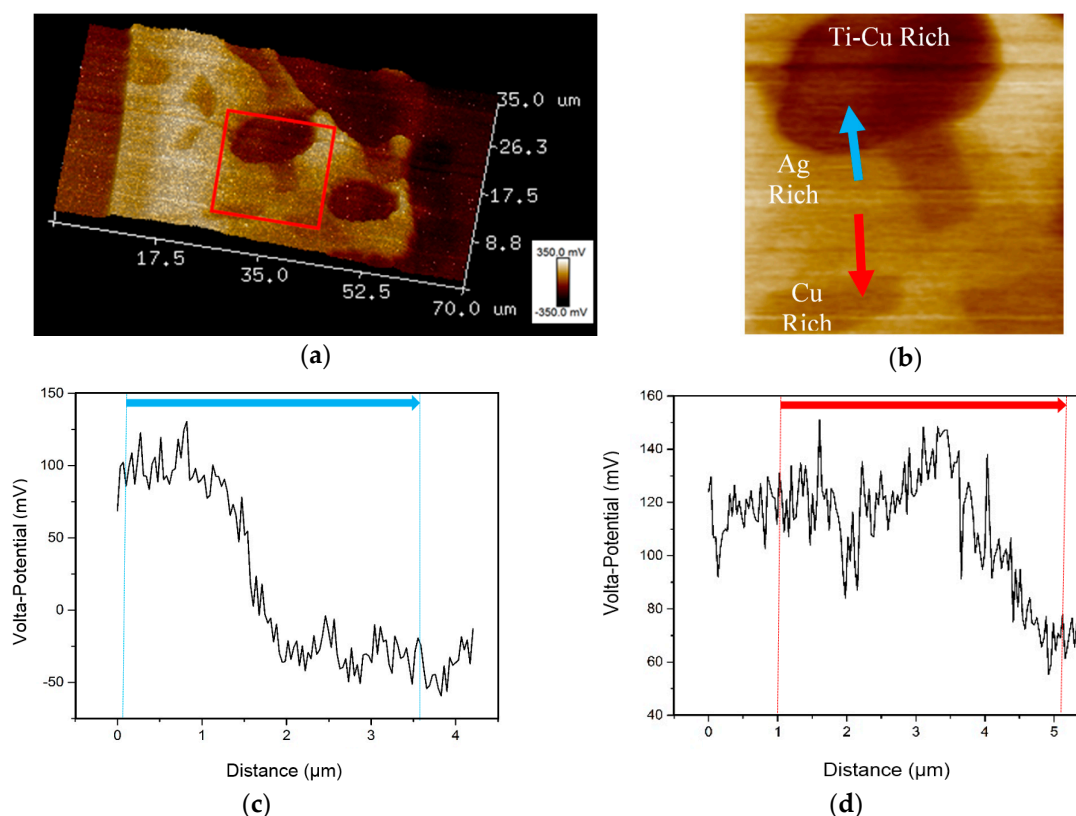 35.0 um
26.3
17.5
8.8
17.5
35.0
52.5
70.0 um
350.0 mV
-350.0 mV
(a)
Ti-Cu Rich
Ag
Rich
Cu
Rich
(b)
150
100
50
0
-50
Volta-Potential (mV)
0
1
2
3
4
Distance (μm)
(c)
160
140
120
100
80
60
40
Volta-Potential (mV)
0
1
2
3
4
5
Distance (μm)
(d)